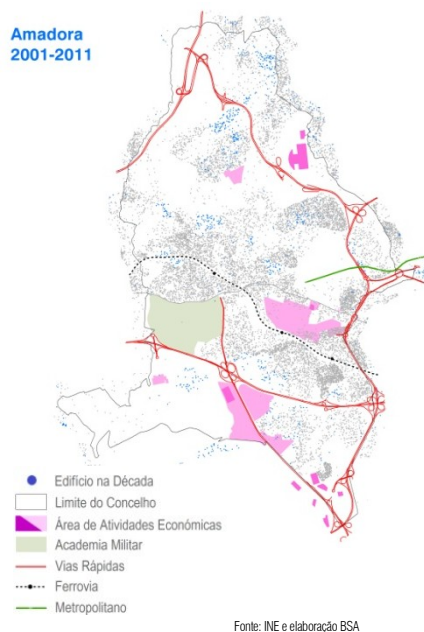 Amadora
2001-2011
Edifício na Década
Limite do Concelho
Área de Atividades Económicas
Academia Militar
Vias Rápidas
Ferrovia
Metropolitano
Fonte: INE e elaboração BSA